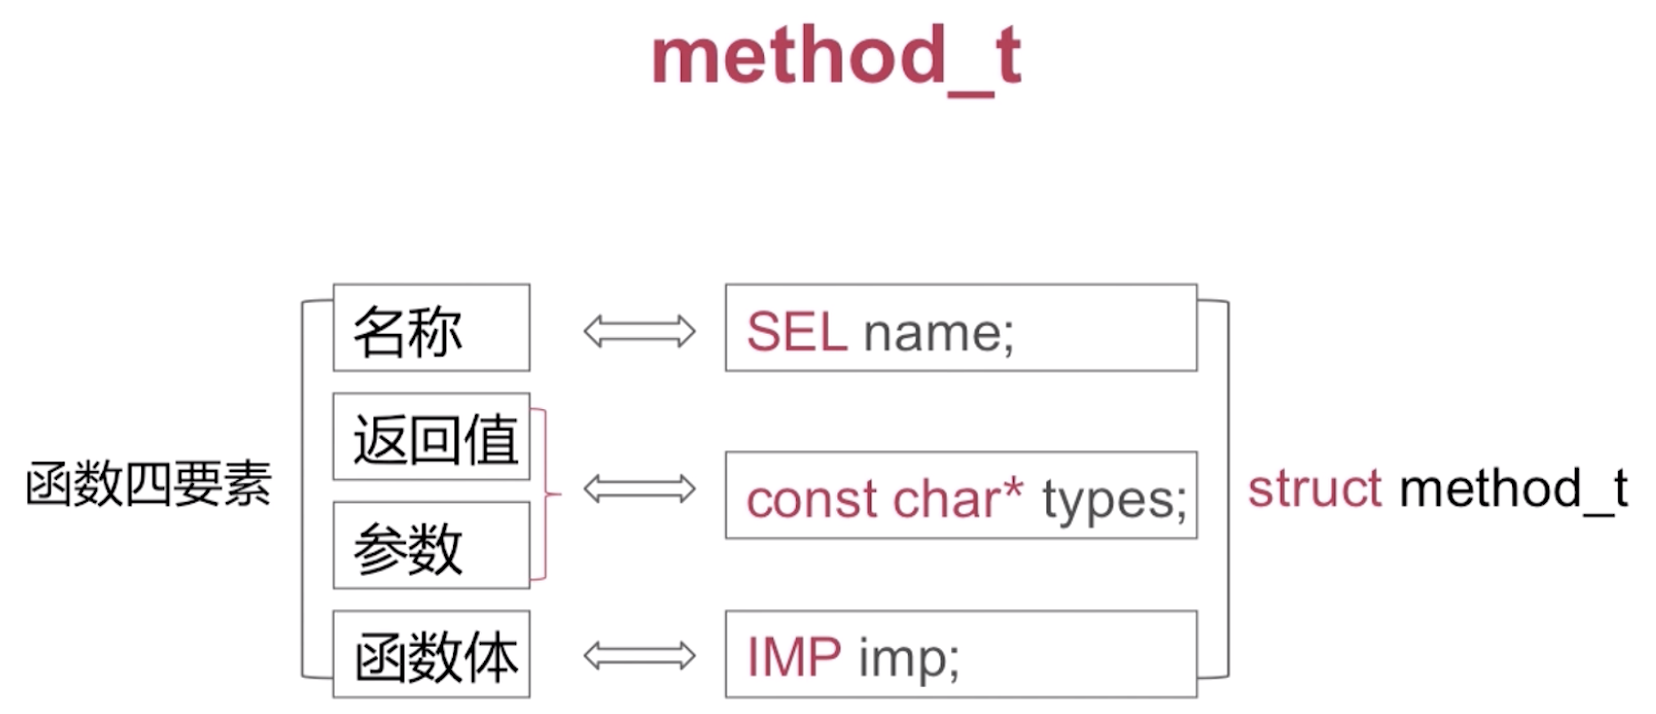 method_t
函数四要素
名称
返回值
参数
函数体
SEL name;
const char* types;
IMP imp;
struct method_t